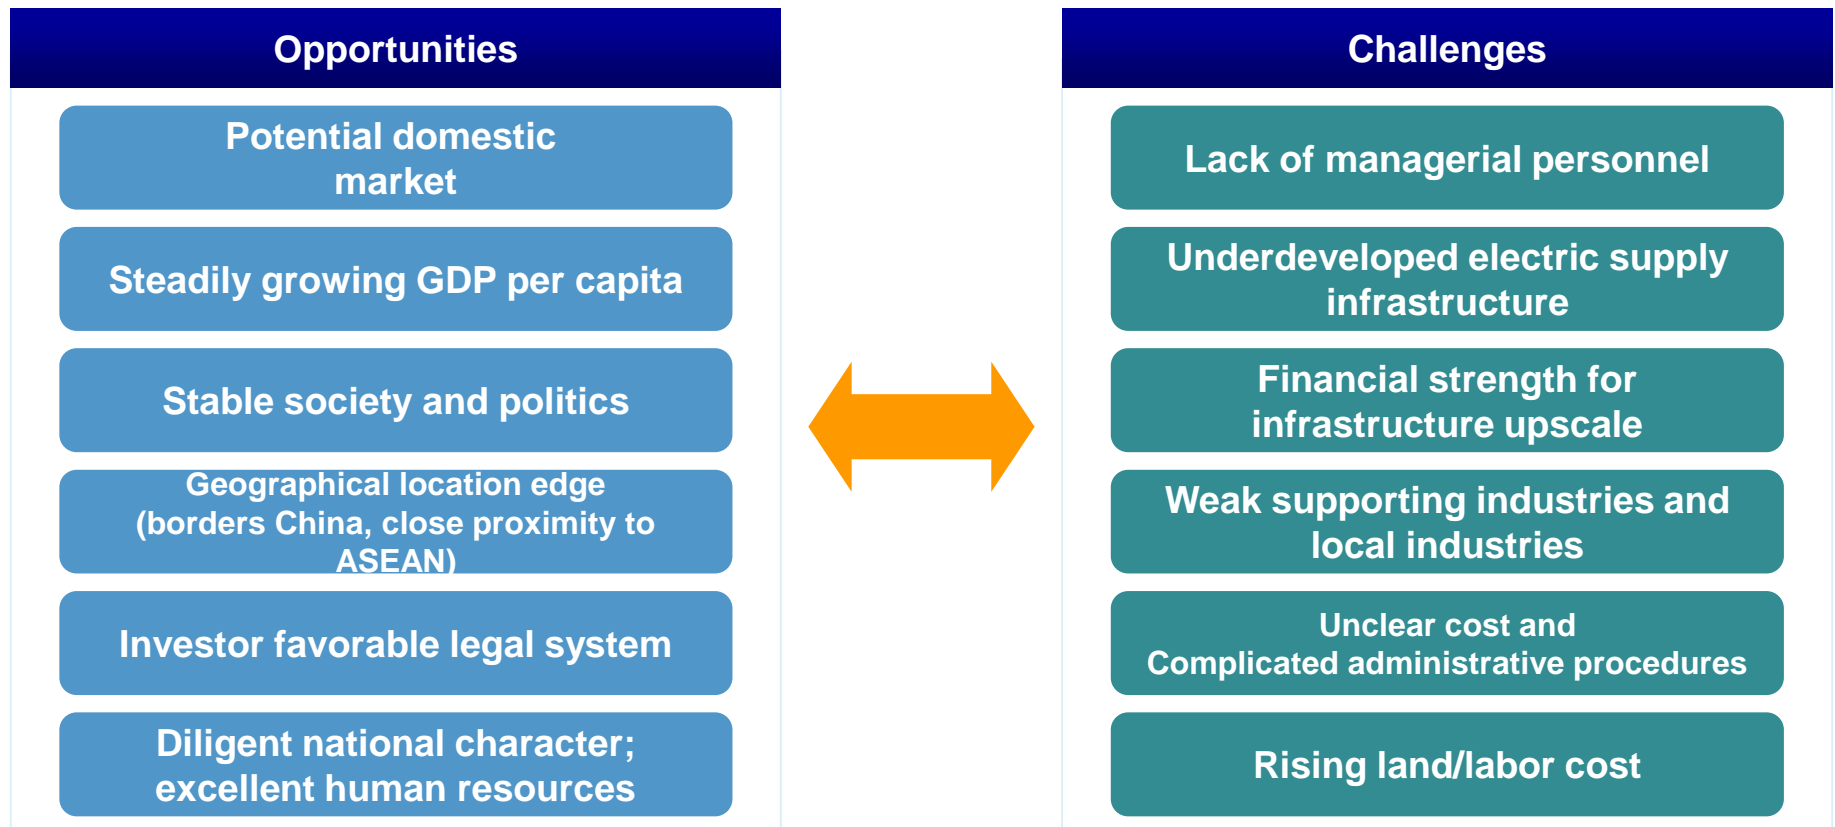 Opportunities
Potential domestic
market
Steadily growing GDP per capita
Stable society and politics
Geographical location edge
(borders China, close proximity to
ASEAN)
Investor favorable legal system
Diligent national character;
excellent human resources
Challenges
Lack of managerial personnel
Underdeveloped electric supply
infrastructure
Financial strength for
infrastructure upscale
Weak supporting industries and
local industries
Unclear cost and
Complicated administrative procedures
Rising land/labor cost